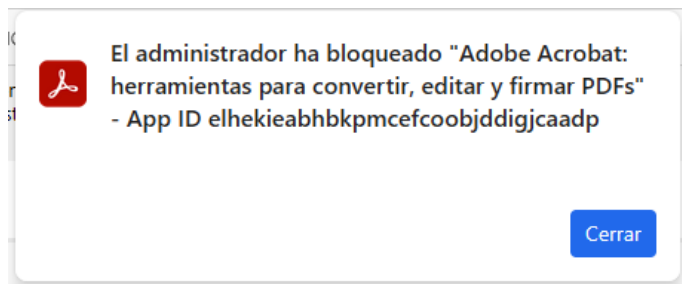 El administrador ha bloqueado "Adobe Acrobat:
herramientas para convertir, editar y firmar PDFs"
- App ID elhekieabhbkpmcefcoobjddigjcaadp
Cerrar